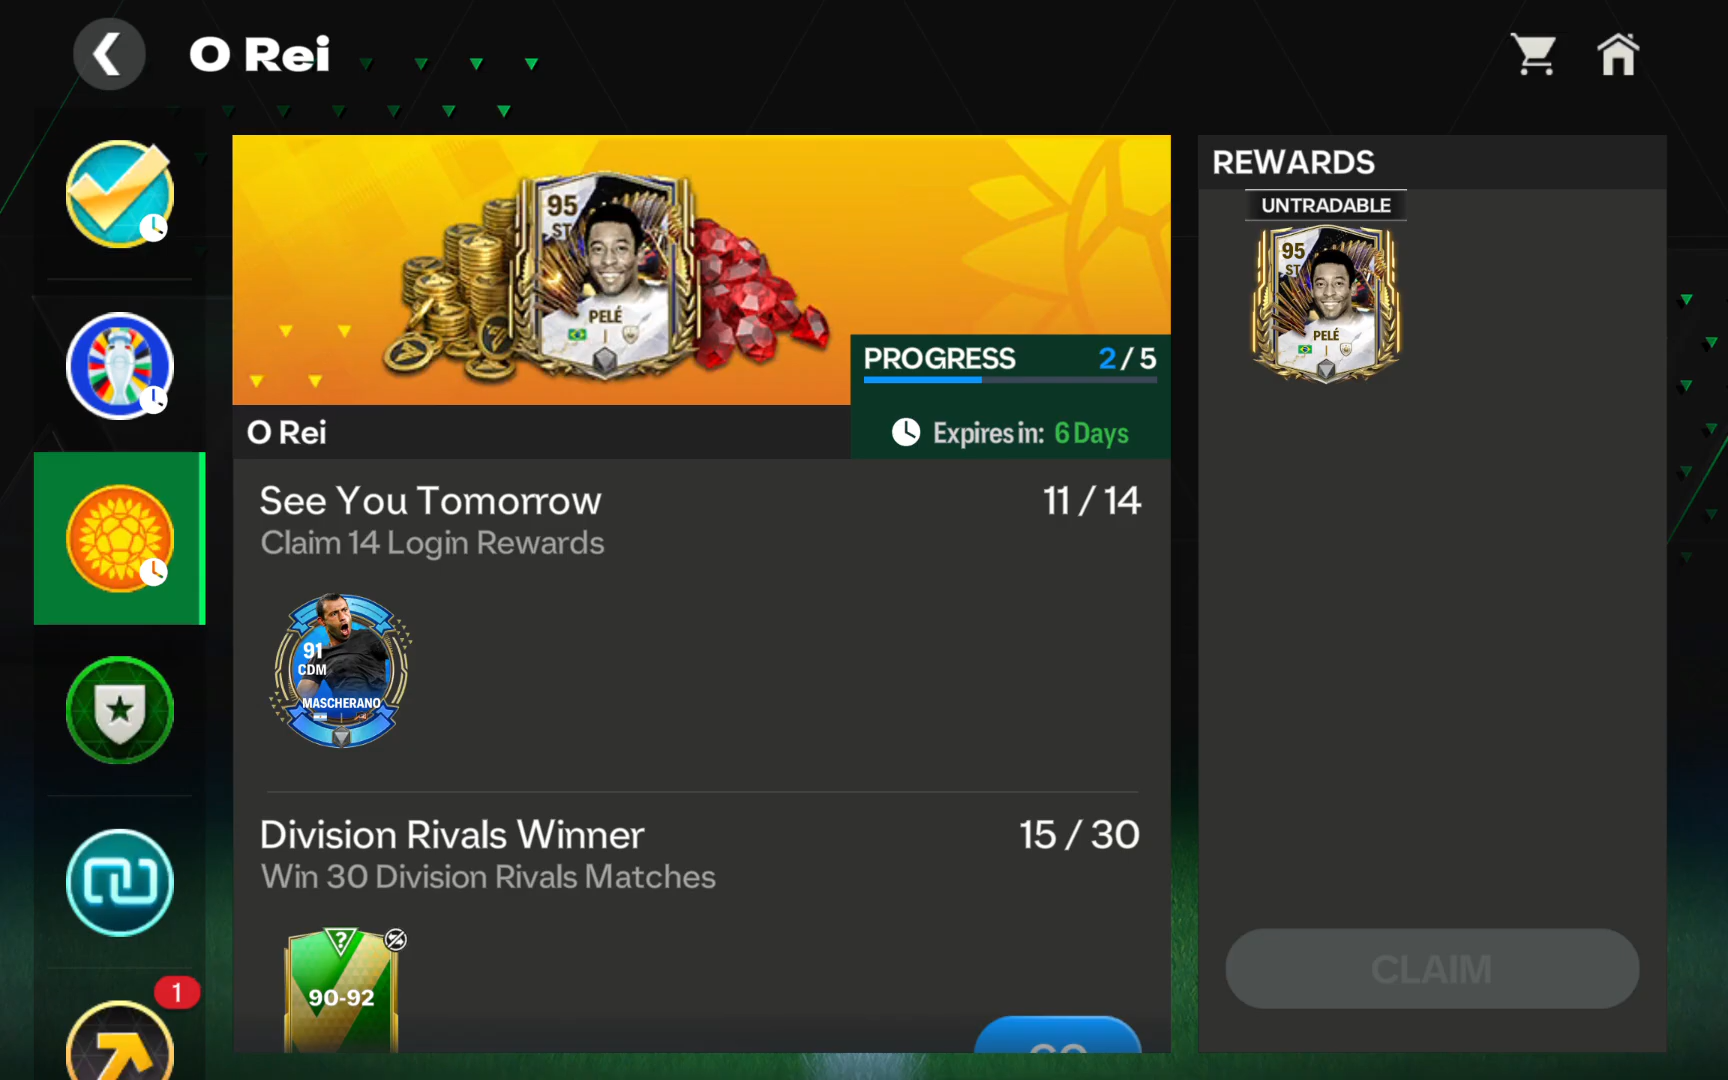 O Rei
95
ST
PELÉ
PROGRESS 2 / 5
O Rei
Expires in: 6 Days
See You Tomorrow 11 / 14
Claim 14 Login Rewards
91
CDM
MASCHERANO
Division Rivals Winner 15 / 30
Win 30 Division Rivals Matches
?
90-92
GO
1
REWARDS
UNTRADABLE
95
ST
PELÉ
CLAIM